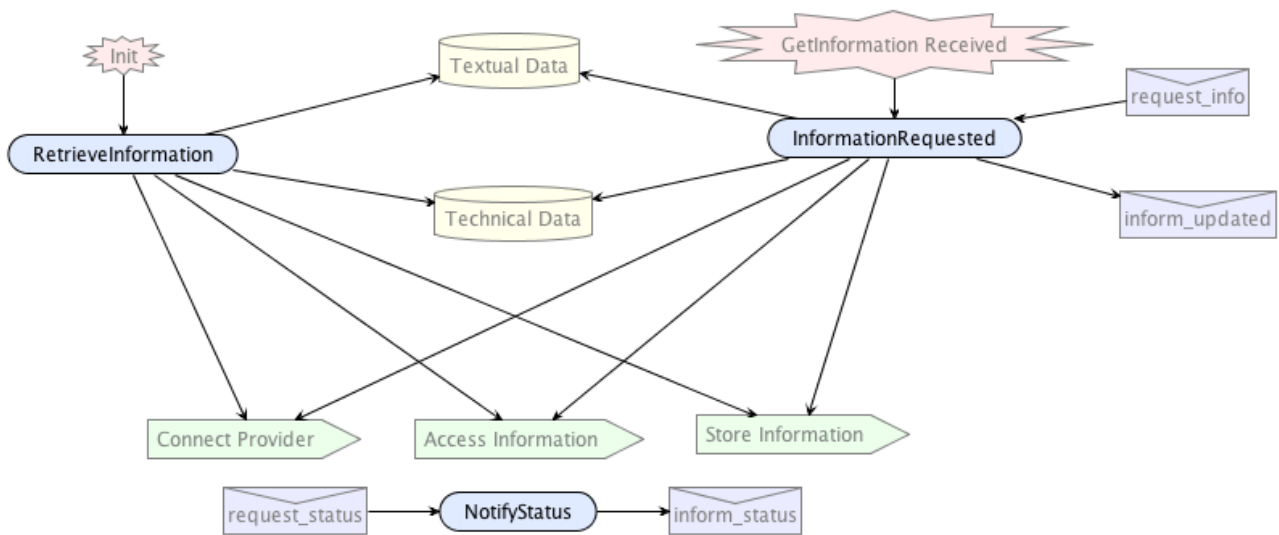 Init
Textual Data
GetInformation Received
request_info
RetrieveInformation
InformationRequested
Technical Data
inform_updated
Connect Provider
Access Information
Store Information
request_status
NotifyStatus
inform_status